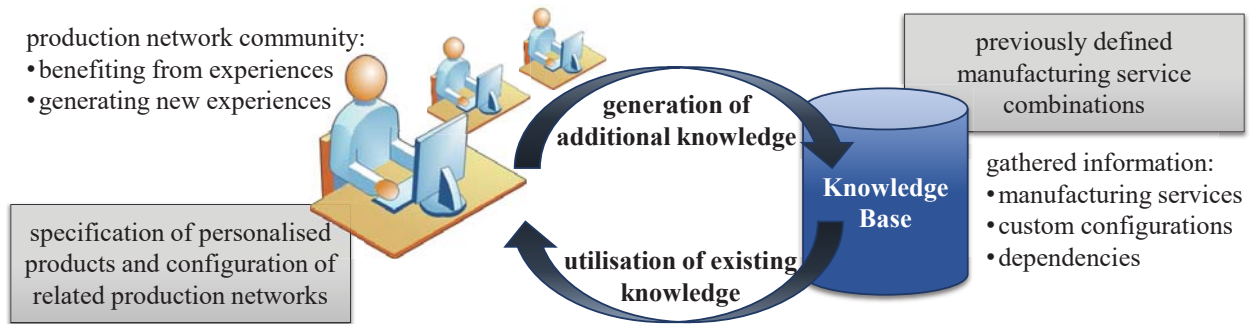 production network community:
•benefiting from experiences
•generating new experiences
specification of personalised
products and configuration of
related production networks
generation of
additional knowledge
utilisation of existing
knowledge
Knowledge
Base
previously defined
manufacturing service
combinations
gathered information:
•manufacturing services
•custom configurations
•dependencies